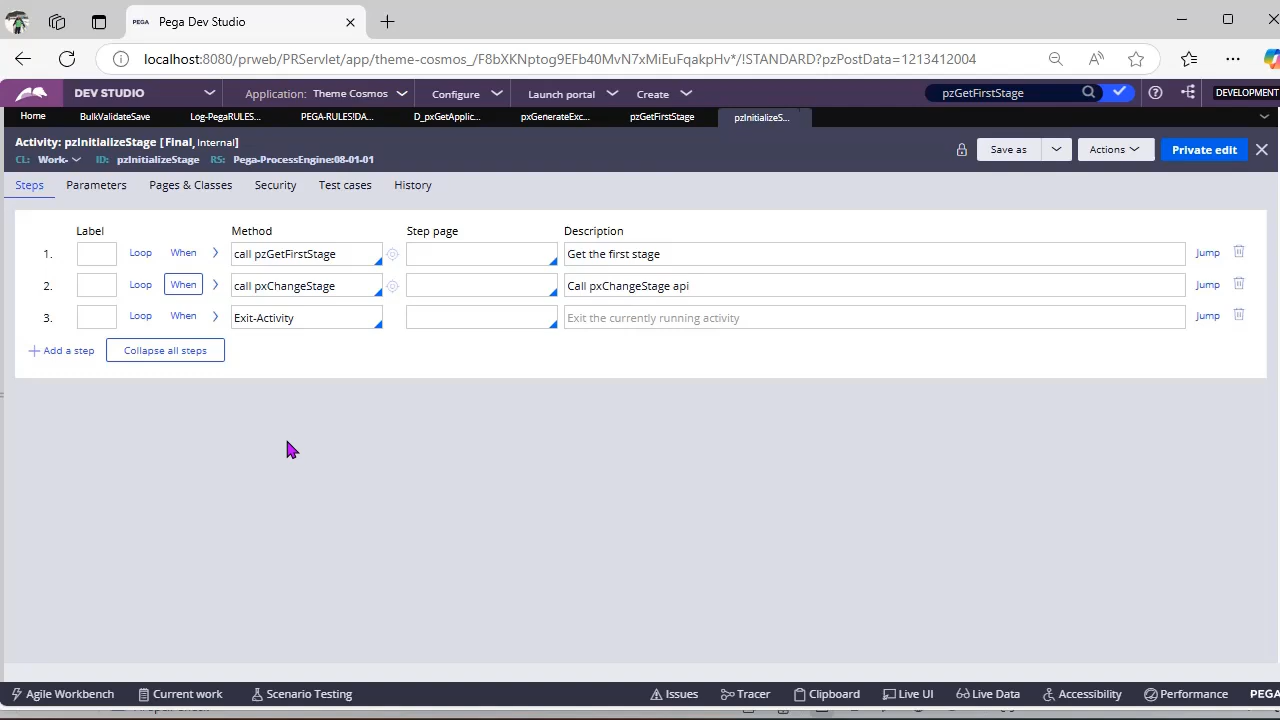 PEGA Pega Dev Studio
localhost:8080/prweb/PRServlet/app/theme-cosmos_/F8bXKNptog9EFb40MvN7xMiEuFqakpHv*/!STANDARD?pzPostData=1213412004
DEV STUDIO Application: Theme Cosmos Configure Launch portal Create pzGetFirstStage DEVELOPMENT
Home BulkValidateSave Log-PegaRULES... PEGA-RULES!DA... D_pxGetApplic... pxGenerateExc... pzGetFirstStage pzInitializeS...
Activity: pzInitializeStage [Final, Internal]
CL: Work- ID: pzInitializeStage RS: Pega-ProcessEngine:08-01-01
Save as Actions Private edit
Steps Parameters Pages & Classes Security Test cases History
Label Method Step page Description
1. Loop When call pzGetFirstStage Get the first stage Jump
2. Loop When call pxChangeStage Call pxChangeStage api Jump
3. Loop When Exit-Activity Exit the currently running activity Jump
Add a step Collapse all steps
Agile Workbench Current work Scenario Testing Issues Tracer Clipboard Live UI Live Data Accessibility Performance PEGA